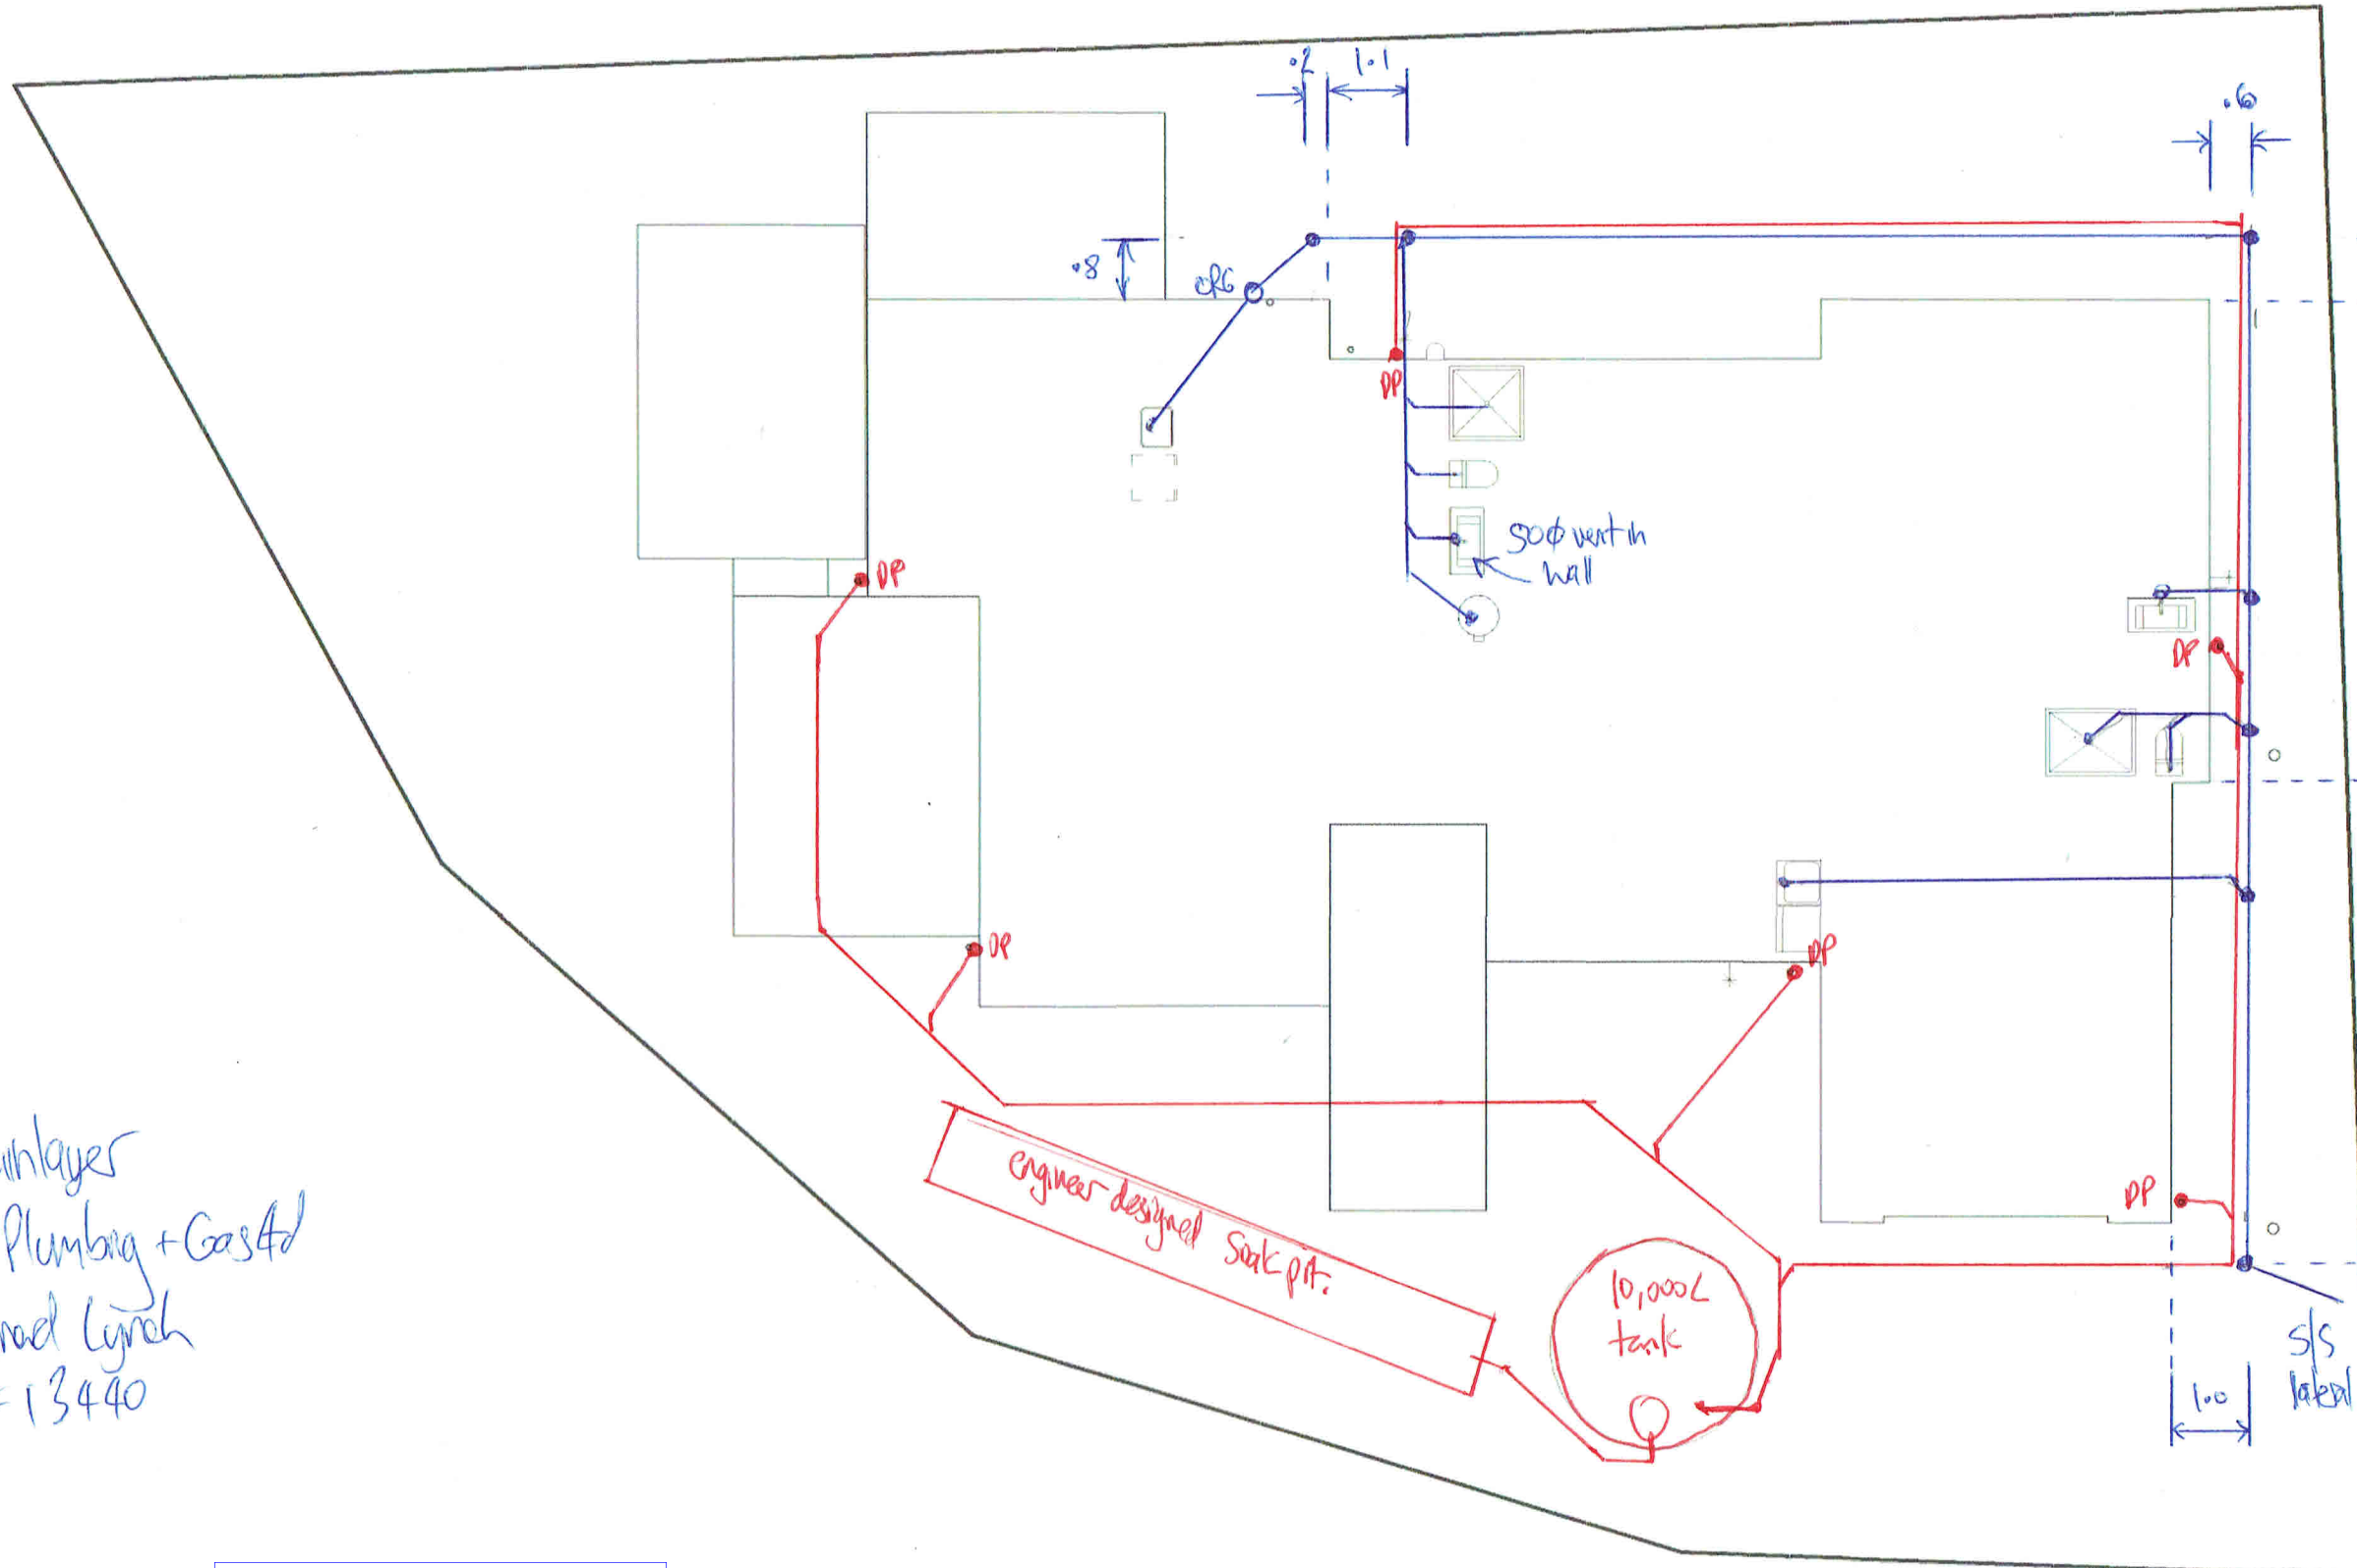 .2
1.1
.6
.8
ORG
DP
50ϕ vent in
wall
DP
DP
DP
DP
DP
engineer designed Soak pit.
10,000L
tank
S/S
lateral
1.0
Plumbing + Gas
Lynch
13440